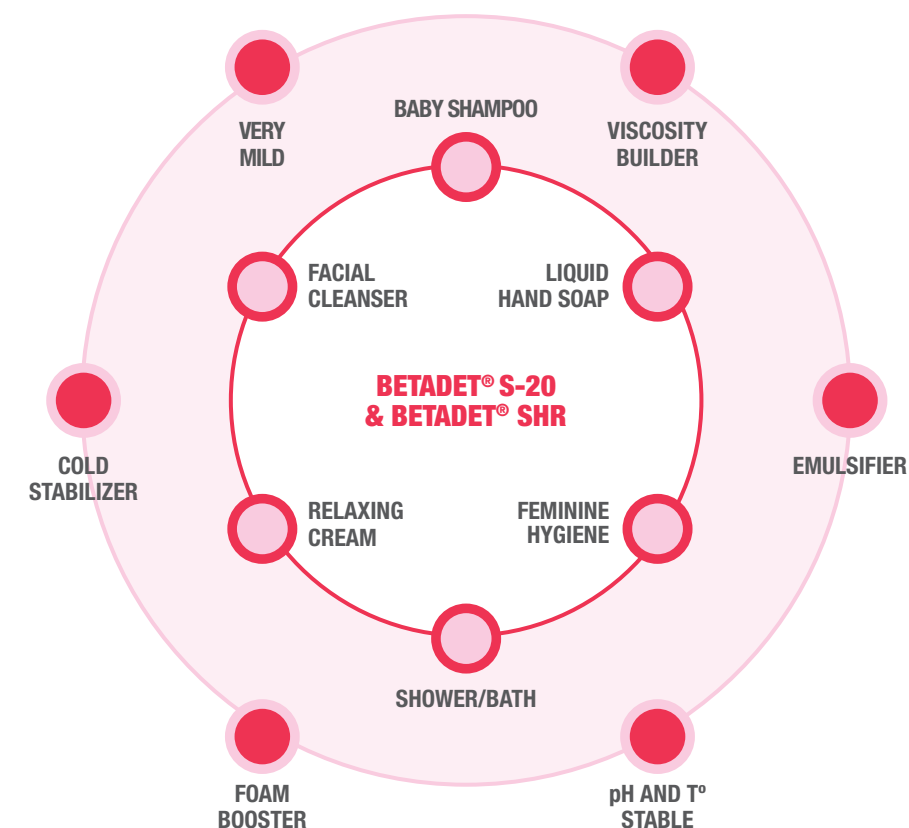 BABY SHAMPOO
VERY
MILD
VISCOSITY
BUILDER
FACIAL
CLEANSER
LIQUID
HAND SOAP
BETADET® S-20
& BETADET® SHR
COLD
STABILIZER
EMULSIFIER
RELAXING
CREAM
FEMININE
HYGIENE
SHOWER/BATH
FOAM
BOOSTER
pH AND Tº
STABLE